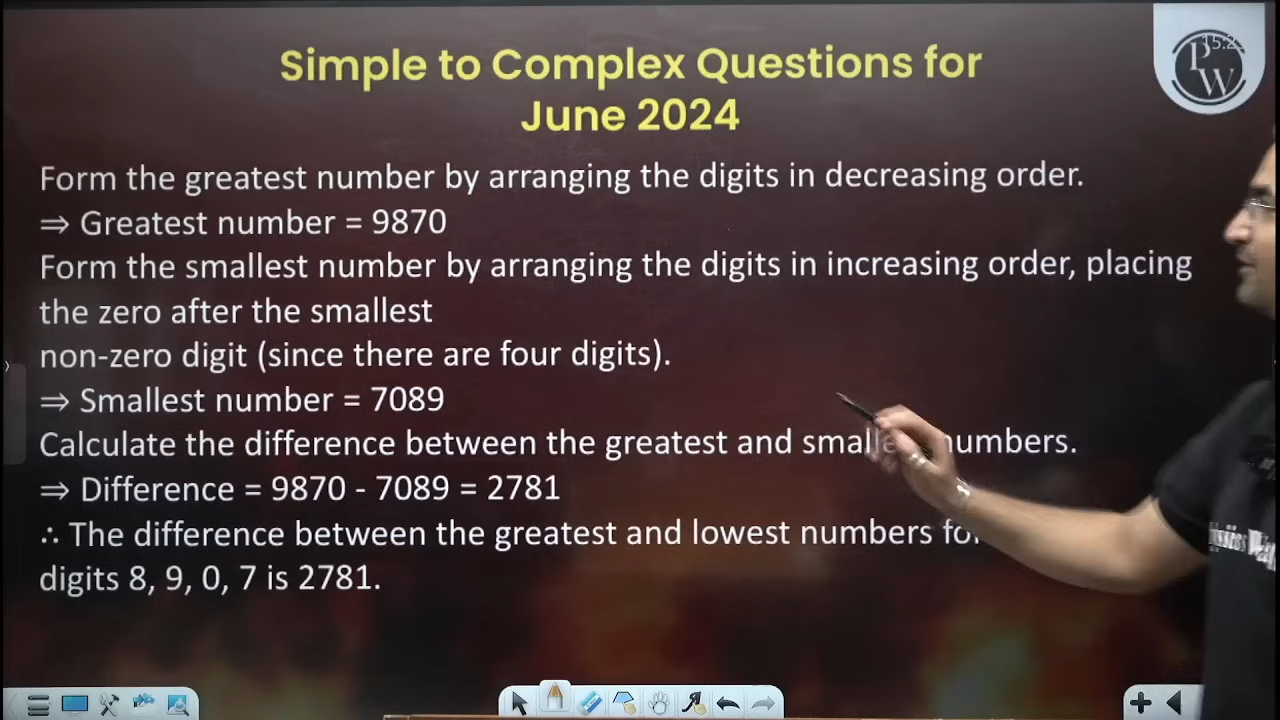 Simple to Complex Questions for
June 2024
Form the greatest number by arranging the digits in decreasing order.
⇒ Greatest number = 9870
Form the smallest number by arranging the digits in increasing order, placing
the zero after the smallest
non-zero digit (since there are four digits).
⇒ Smallest number = 7089
Calculate the difference between the greatest and numbers.
⇒ Difference = 9870 - 7089 = 2781
∴ The difference between the greatest and lowest numbers
digits 8, 9, 0, 7 is 2781.
PW